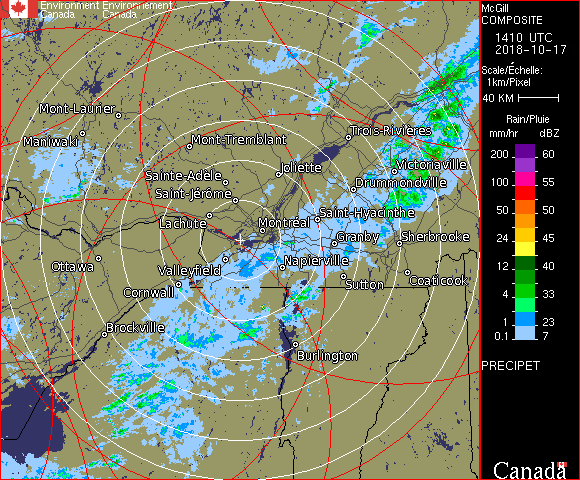 Environment Environnement
Canada Canada
Mont-Laurier
Maniwaki
Mont-Tremblant
Trois-Rivières
Sainte-Adèle
Joliette
Victoriaville
Saint-Jérôme
Drummondville
Lachute
Montréal
Saint-Hyacinthe
Granby
Sherbrooke
Ottawa
Valleyfield
Napierville
Cornwall
Sutton
Coaticook
Brockville
Burlington
McGill
COMPOSITE
1410 UTC
2018-10-17
Scale/Échelle:
1km/Pixel
40 KM
Rain/Pluie
mm/hr dBZ
200 60
100 55
50 50
24 45
12 40
4 33
1 23
0.1 7
PRECIPET
Canada